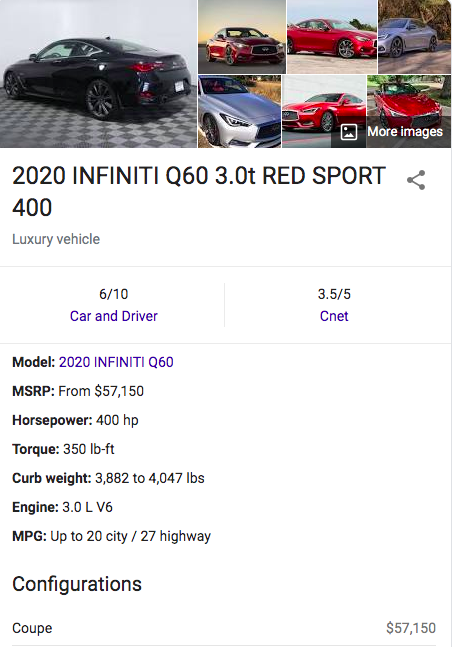 More images
2020 INFINITI Q60 3.0t RED SPORT
400
Luxury vehicle
6/10
Car and Driver
3.5/5
Cnet
Model: 2020 INFINITI Q60
MSRP: From $57,150
Horsepower: 400 hp
Torque: 350 lb-ft
Curb weight: 3,882 to 4,047 lbs
Engine: 3.0 L V6
MPG: Up to 20 city / 27 highway
Configurations
Coupe $57,150